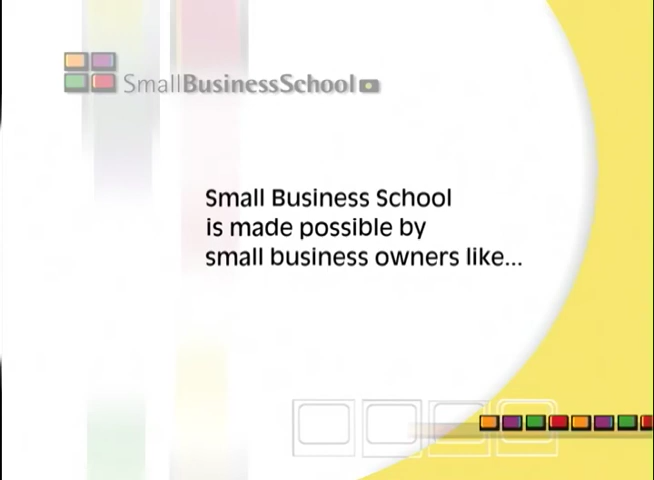 SmallBusinessSchool
Small Business School
is made possible by
small business owners like...